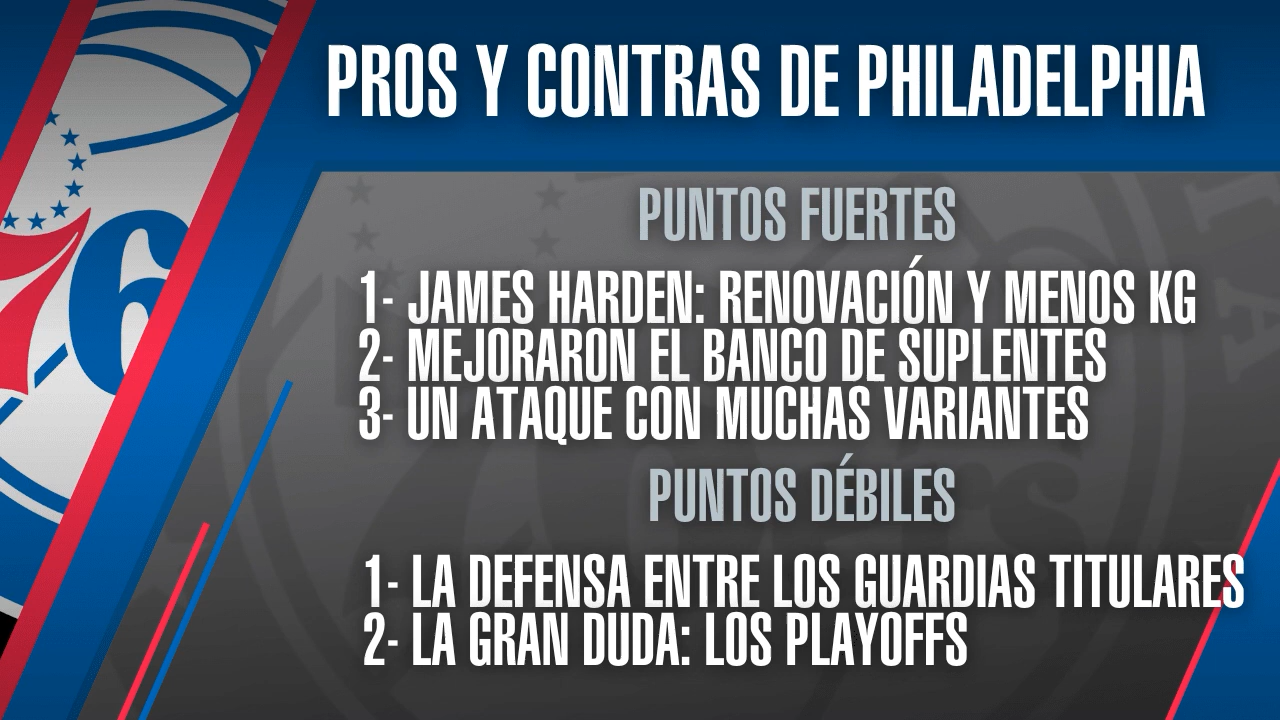 PROS Y CONTRAS DE PHILADELPHIA
PUNTOS FUERTES
1- JAMES HARDEN: RENOVACIÓN Y MENOS KG
2- MEJORARON EL BANCO DE SUPLENTES
3- UN ATAQUE CON MUCHAS VARIANTES
PUNTOS DÉBILES
1- LA DEFENSA ENTRE LOS GUARDIAS TITULARES
2- LA GRAN DUDA: LOS PLAYOFFS
76